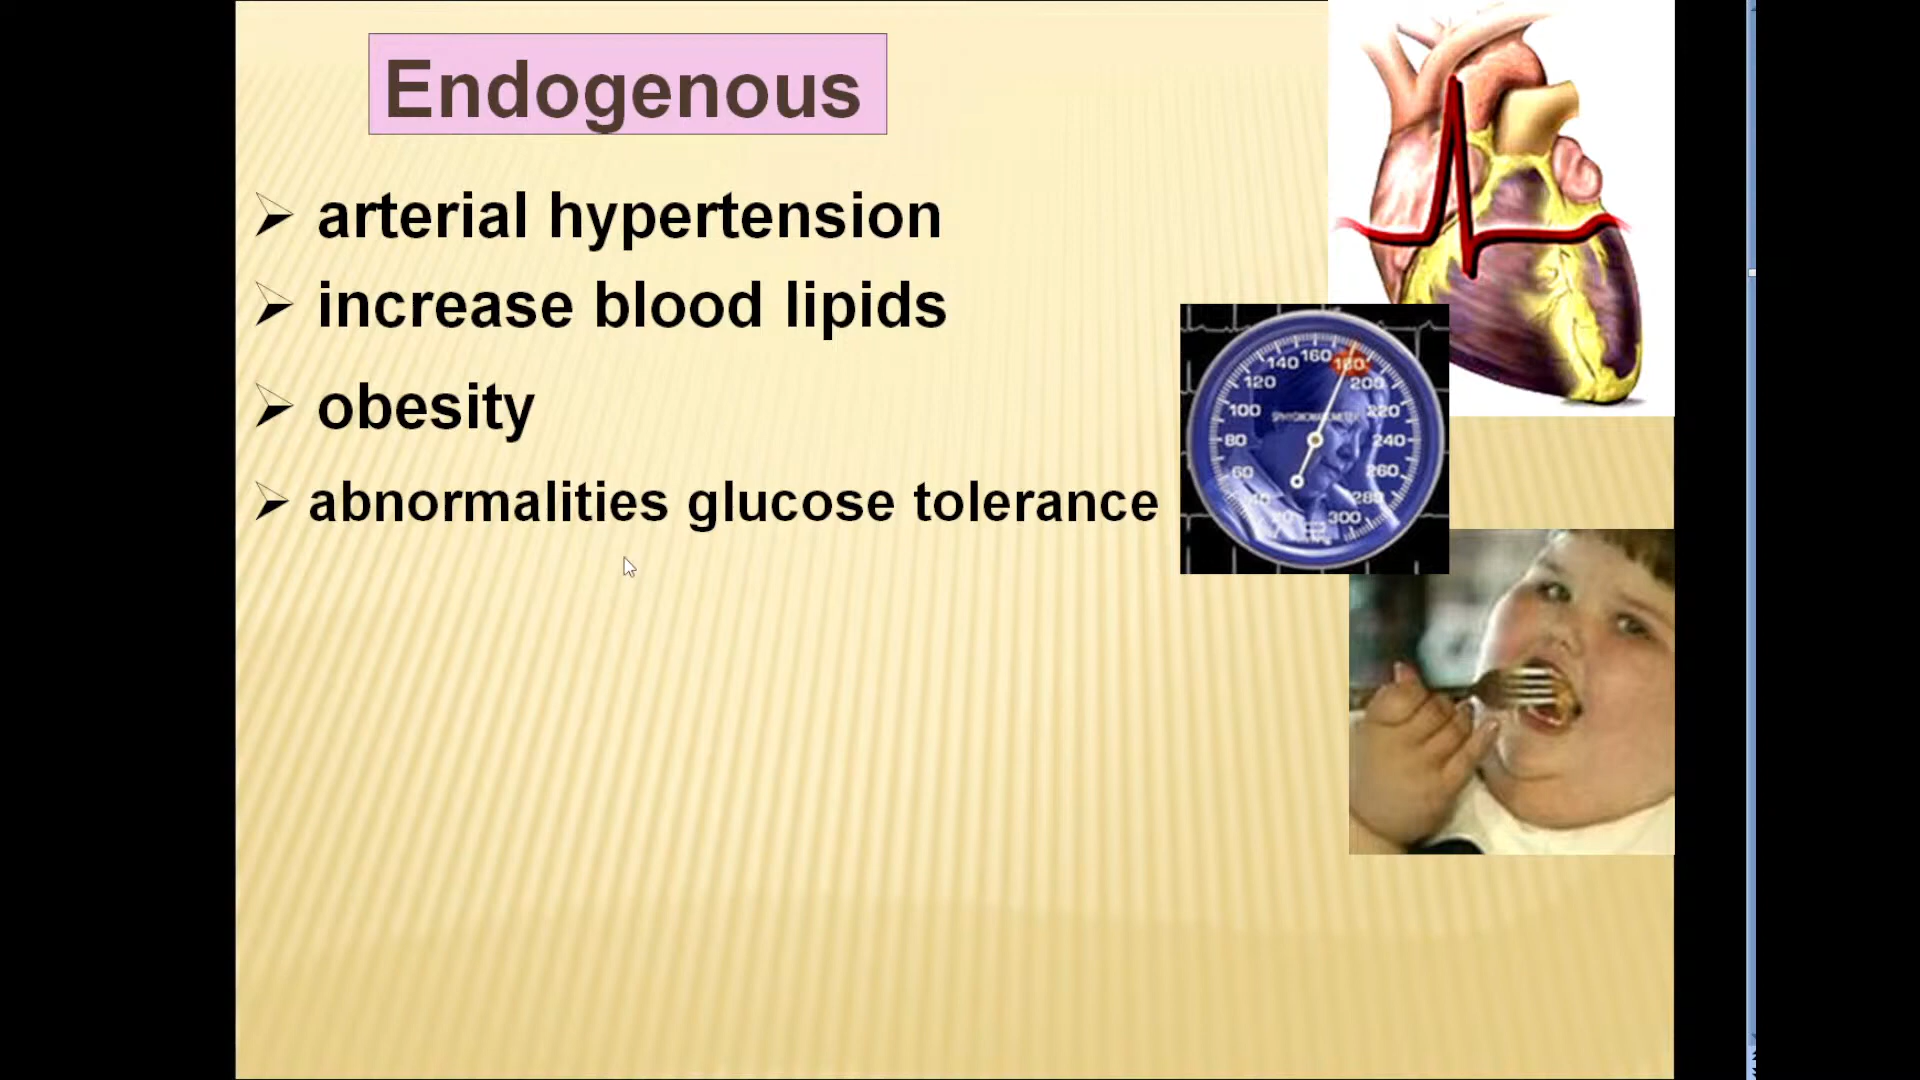 Endogenous
arterial hypertension
increase blood lipids
obesity
abnormalities glucose tolerance
60
80
100
120
140
160
180
200
220
240
260
280
300